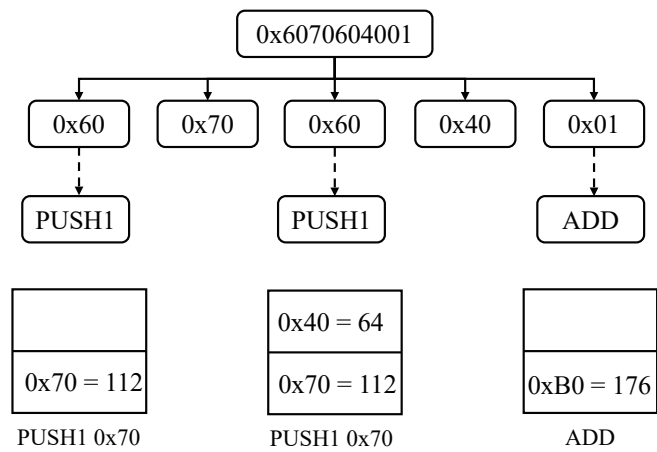 0x6070604001
0x60 0x70 0x60 0x40 0x01
PUSH1 PUSH1 ADD
0x40 = 64
0x70 = 112 0x70 = 112 0xB0 = 176
PUSH1 0x70 PUSH1 0x70 ADD